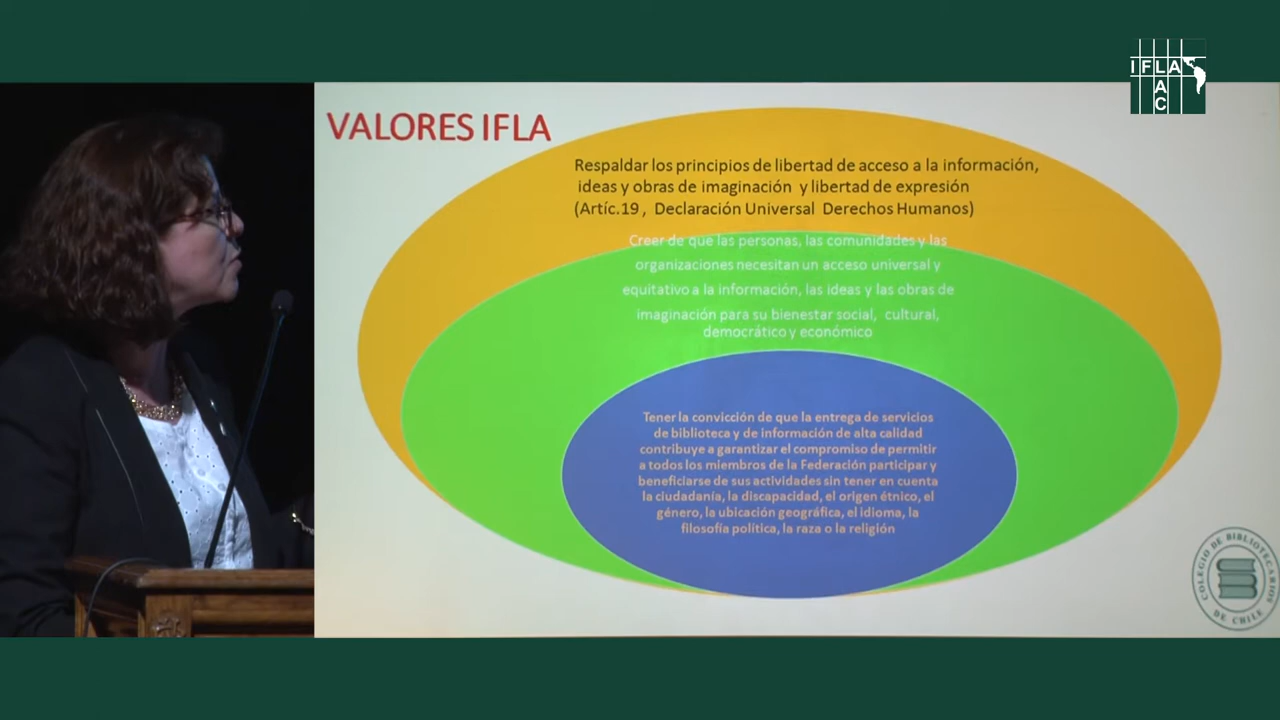 IFLA
LAC
VALORES IFLA
Respaldar los principios de libertad de acceso a la información,
ideas y obras de imaginación y libertad de expresión
(Artíc.19 , Declaración Universal Derechos Humanos)
Creer de que las personas, las comunidades y las
organizaciones necesitan un acceso universal y
equitativo a la información, las ideas y las obras de
imaginación para su bienestar social, cultural,
democrático y económico
Tener la convicción de que la entrega de servicios
de biblioteca y de información de alta calidad
contribuye a garantizar el compromiso de permitir
a todos los miembros de la Federación participar y
beneficiarse de sus actividades sin tener en cuenta
la ciudadanía, la discapacidad, el origen étnico, el
género, la ubicación geográfica, el idioma, la
filosofía política, la raza o la religión
COLEGIO DE BIBLIOTECARIOS
DE CHILE